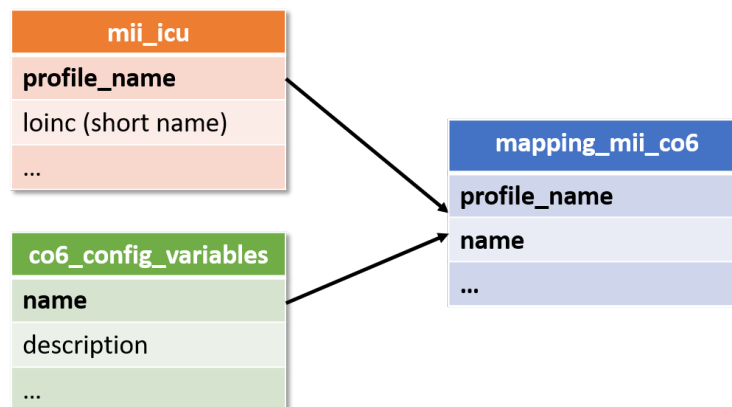 mii_icu
profile_name
loinc (short name)
...
co6_config_variables
name
description
...
mapping_mii_co6
profile_name
name
...